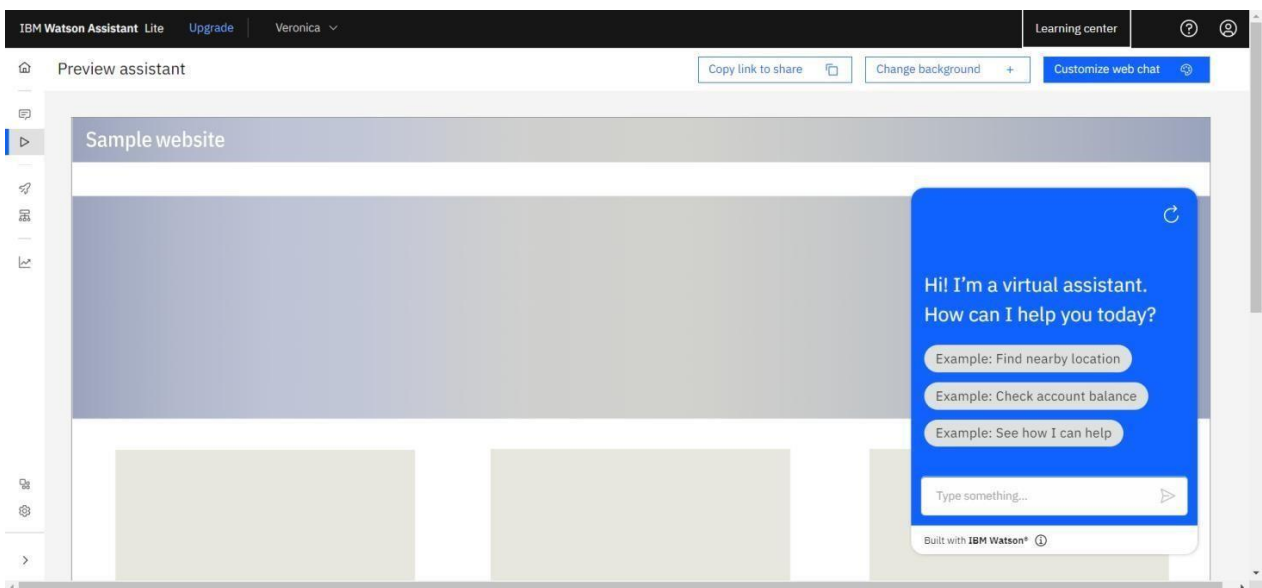 IBM Watson Assistant Lite Upgrade Veronica Learning center
Preview assistant Copy link to share Change background + Customize web chat
Sample website
Hi! I'm a virtual assistant.
How can I help you today?
Example: Find nearby location
Example: Check account balance
Example: See how I can help
Type something...
Built with IBM Watson®